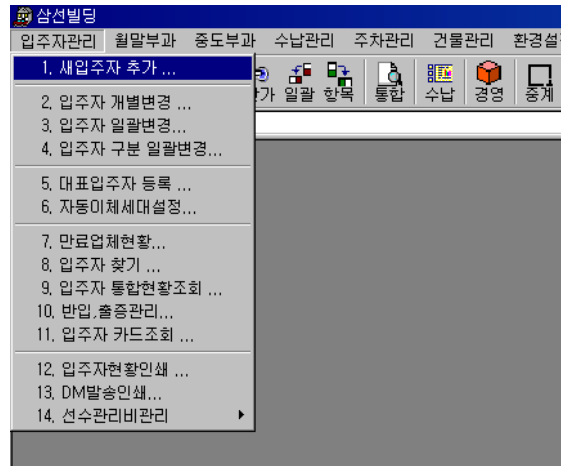 삼선빌딩
입주자관리 월말부과 중도부과 수납관리 주차관리 건물관리 환경설
가 일괄 항목 통합 수납 경영 중계
1. 새입주자 추가 ...
2. 입주자 개별변경 ...
3. 입주자 일괄변경...
4. 입주자 구분 일괄변경...
5. 대표입주자 등록 ...
6. 자동이체세대설정...
7. 만료업체현황...
8. 입주자 찾기 ...
9. 입주자 통합현황조회 ...
10. 반입,출증관리...
11. 입주자 카드조회 ...
12. 입주자현황인쇄 ...
13. DM발송인쇄...
14. 선수관리비관리